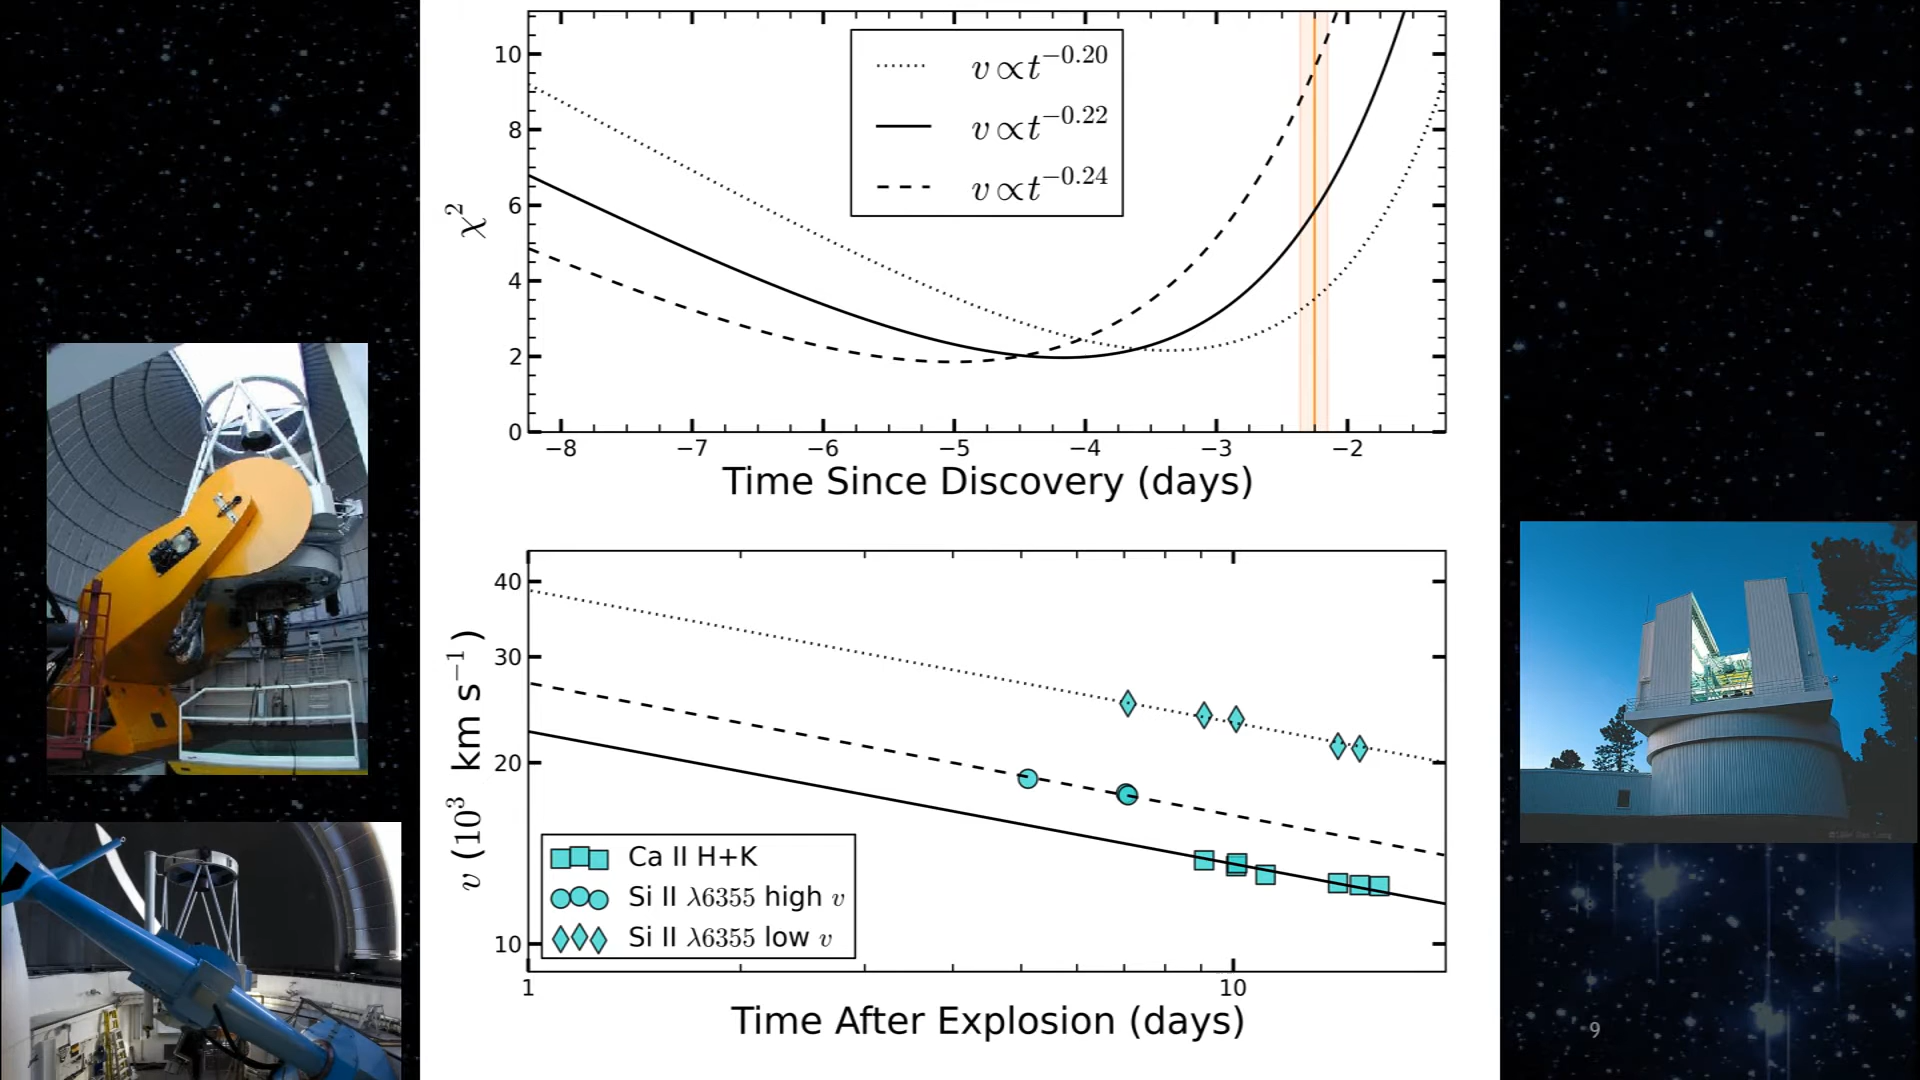 10
8
6
4
2
0
χ²
v ∝ t⁻⁰·²⁰
v ∝ t⁻⁰·²²
v ∝ t⁻⁰·²⁴
−8 −7 −6 −5 −4 −3 −2
Time Since Discovery (days)
40
30
20
10
v (10³ km s⁻¹)
Ca II H+K
Si II λ6355 high v
Si II λ6355 low v
1 10
Time After Explosion (days)
9